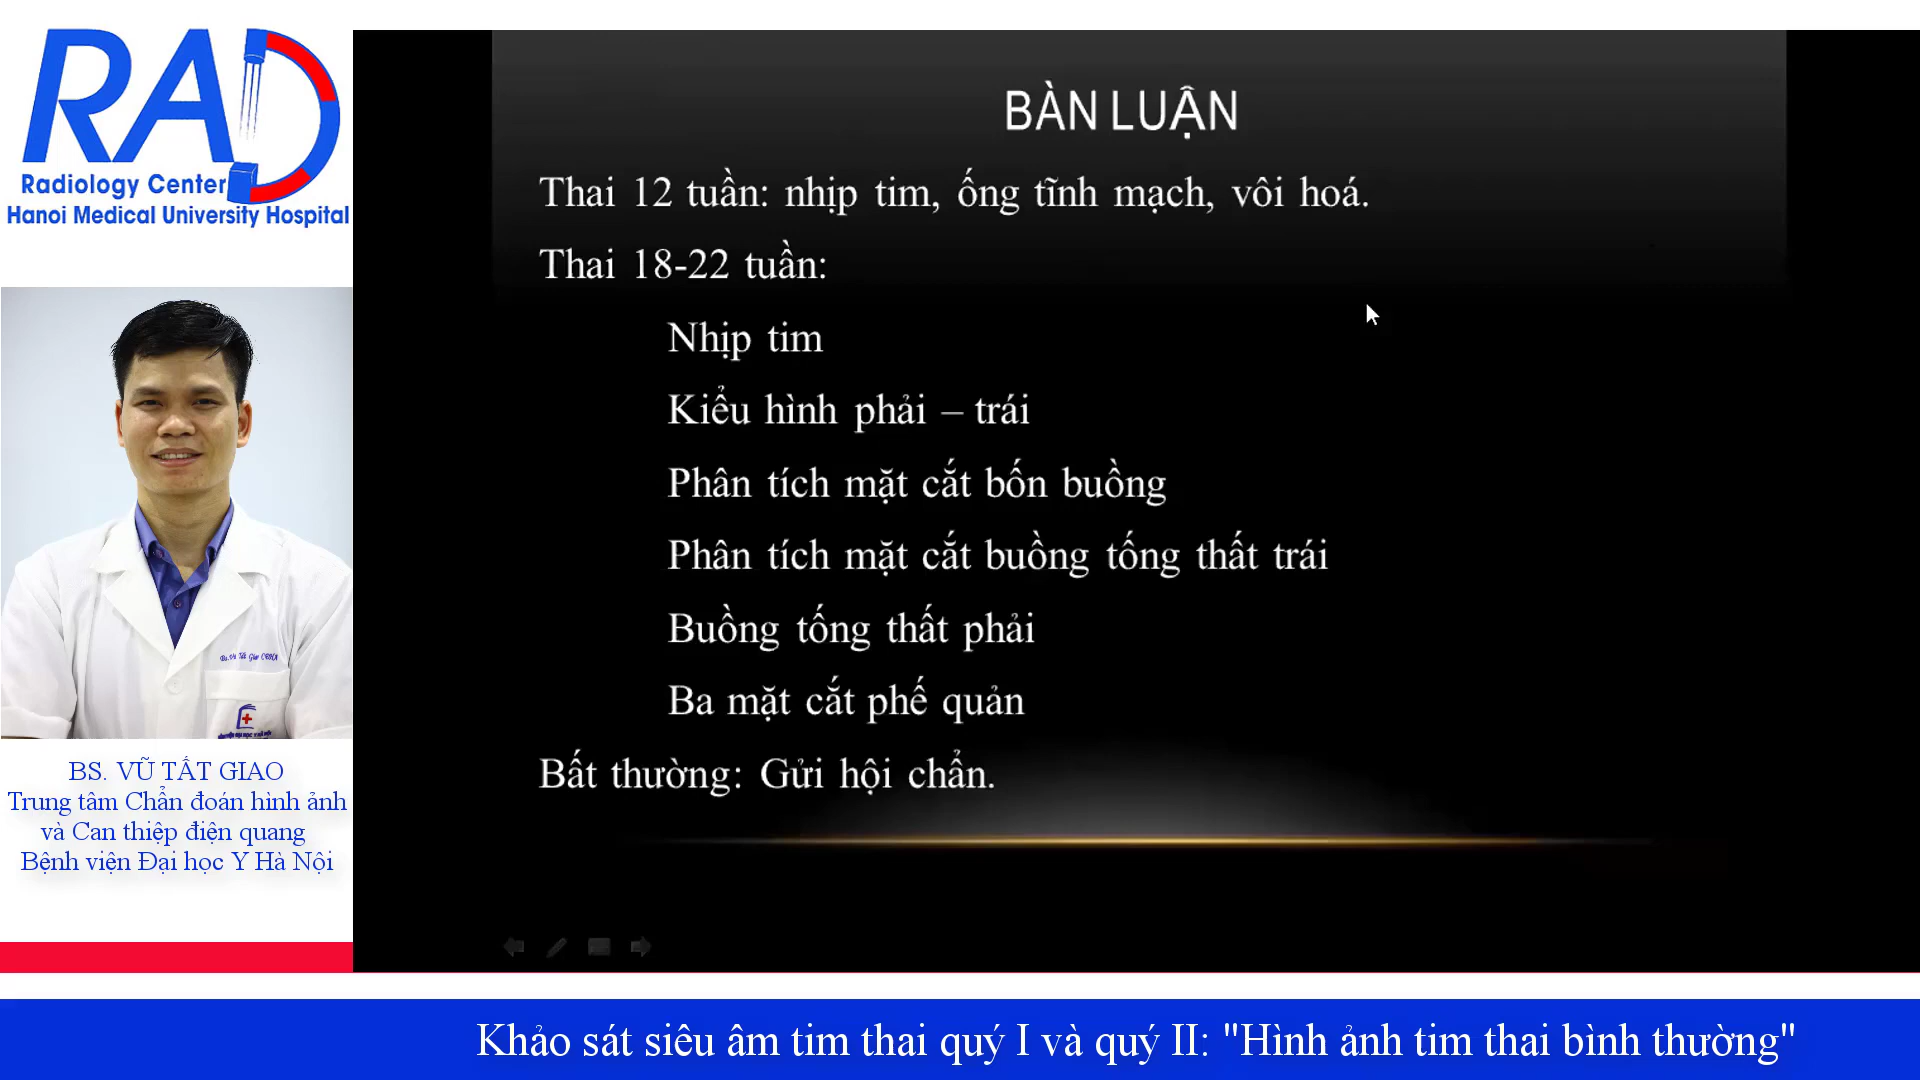 RAD
Radiology Center
Hanoi Medical University Hospital
BÀN LUẬN
Thai 12 tuần: nhịp tim, ống tĩnh mạch, vôi hoá.
Thai 18-22 tuần:
Nhịp tim
Kiểu hình phải – trái
Phân tích mặt cắt bốn buồng
Phân tích mặt cắt buồng tống thất trái
Buồng tống thất phải
Ba mặt cắt phế quản
Bất thường: Gửi hội chẩn.
BS. VŨ TẤT GIAO
Trung tâm Chẩn đoán hình ảnh
và Can thiệp điện quang
Bệnh viện Đại học Y Hà Nội
Khảo sát siêu âm tim thai quý I và quý II: "Hình ảnh tim thai bình thường"